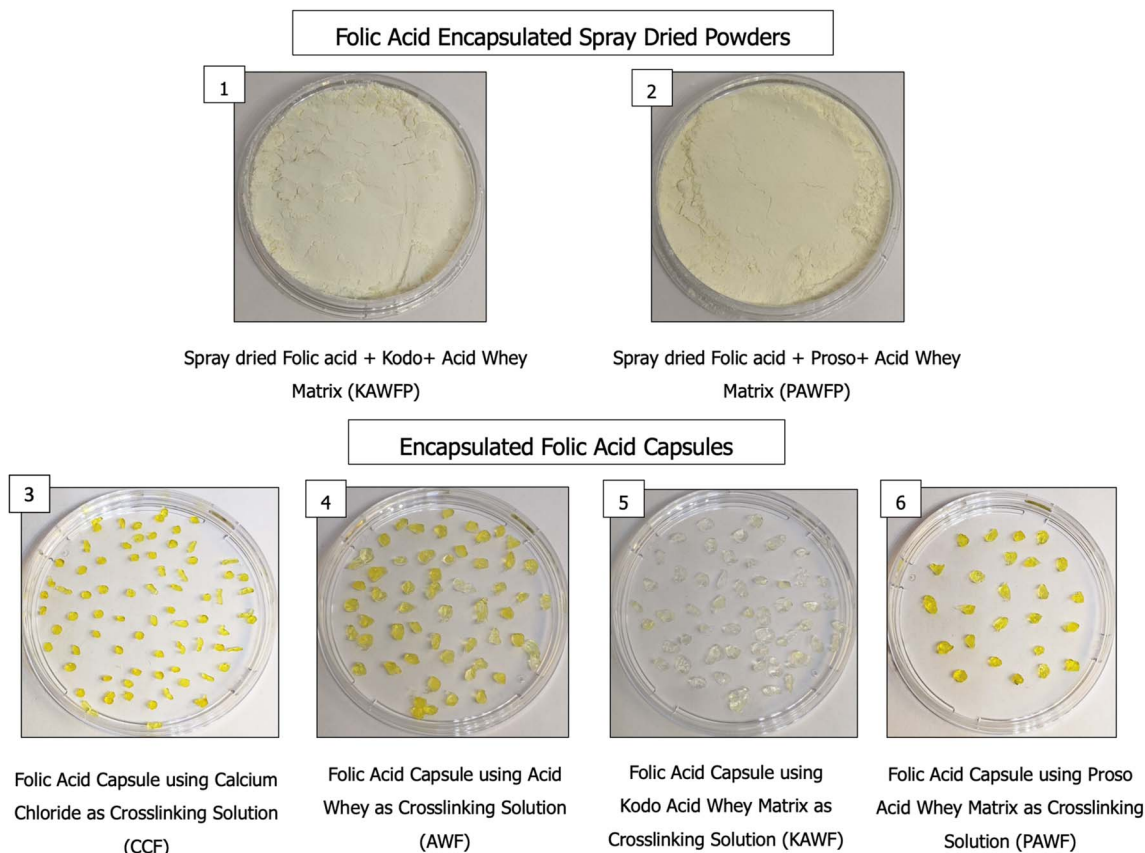 Folic Acid Encapsulated Spray Dried Powders
1
2
Spray dried Folic acid + Kodo+ Acid Whey
Matrix (KAWFP)
Spray dried Folic acid + Proso+ Acid Whey
Matrix (PAWFP)
Encapsulated Folic Acid Capsules
3
4
5
6
Folic Acid Capsule using Calcium
Chloride as Crosslinking Solution
(CCF)
Folic Acid Capsule using Acid
Whey as Crosslinking Solution
(AWF)
Folic Acid Capsule using
Kodo Acid Whey Matrix as
Crosslinking Solution (KAWF)
Folic Acid Capsule using Proso
Acid Whey Matrix as Crosslinking
Solution (PAWF)